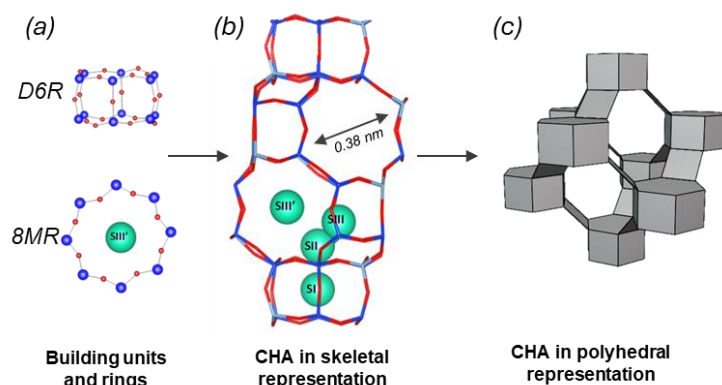 (a)
(b)
(c)
D6R
0.38 nm
8MR
SIII'
SIII'
SIII
SII
SI
Building units
and rings
CHA in skeletal
representation
CHA in polyhedral
representation